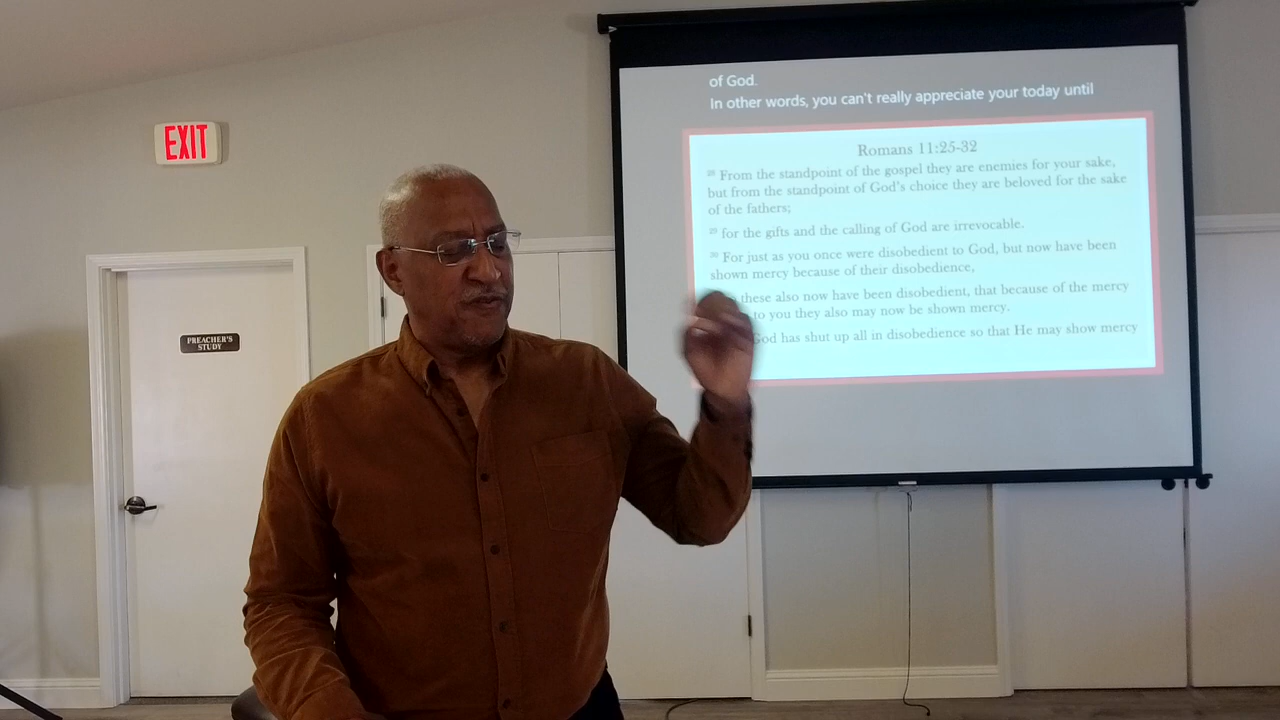 of God.
In other words, you can't really appreciate your today until
EXIT
Romans 11:25-32
28 From the standpoint of the gospel they are enemies for your sake,
but from the standpoint of God's choice they are beloved for the sake
of the fathers;
29 for the gifts and the calling of God are irrevocable.
30 For just as you once were disobedient to God, but now have been
shown mercy because of their disobedience,
these also now have been disobedient, that because of the mercy
to you they also may now be shown mercy.
God has shut up all in disobedience so that He may show mercy
PREACHER'S
STUDY